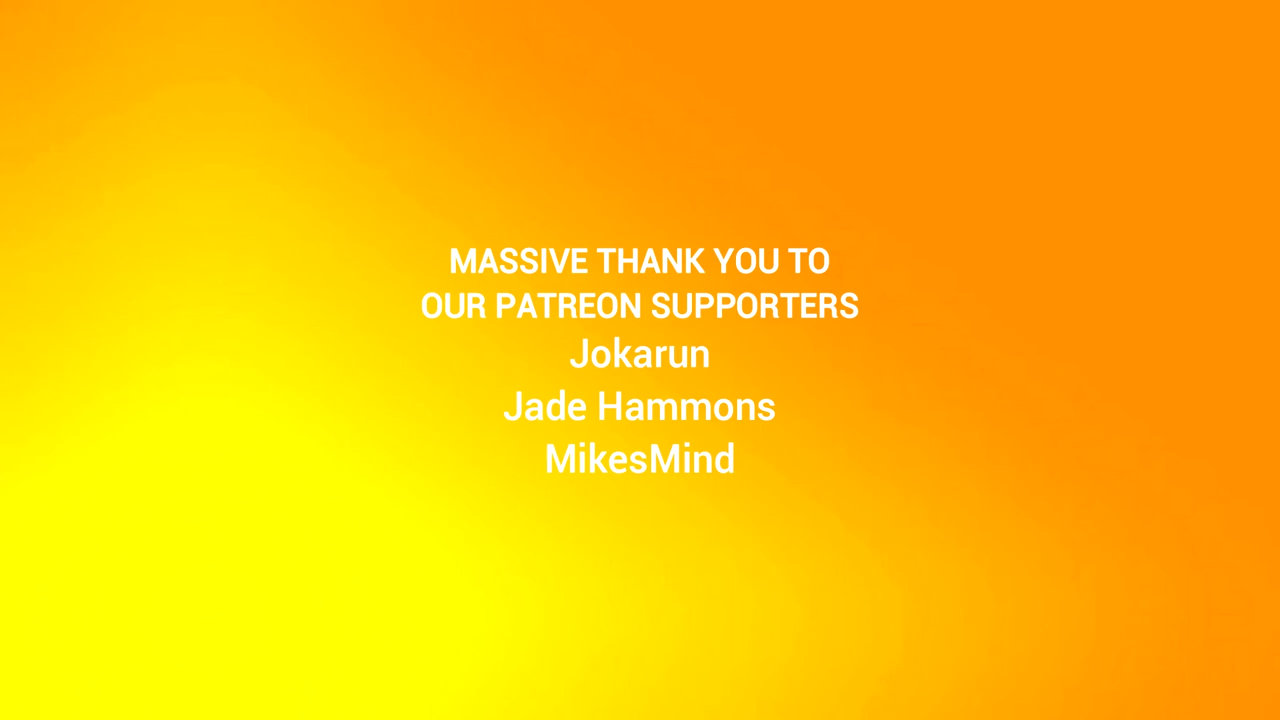 MASSIVE THANK YOU TO
OUR PATREON SUPPORTERS
Jokarun
Jade Hammons
MikesMind